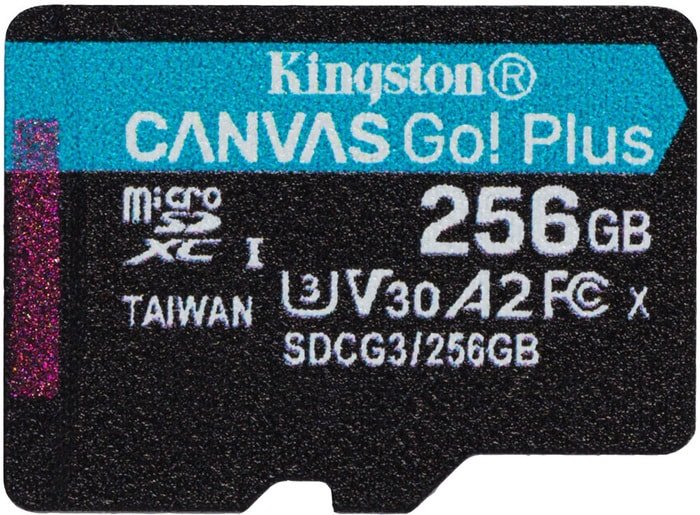 Kingston®
CANVAS Go! Plus
micro
SD
XC I
256GB
TAIWAN
U3 V30 A2 FC X
SDCG3/256GB